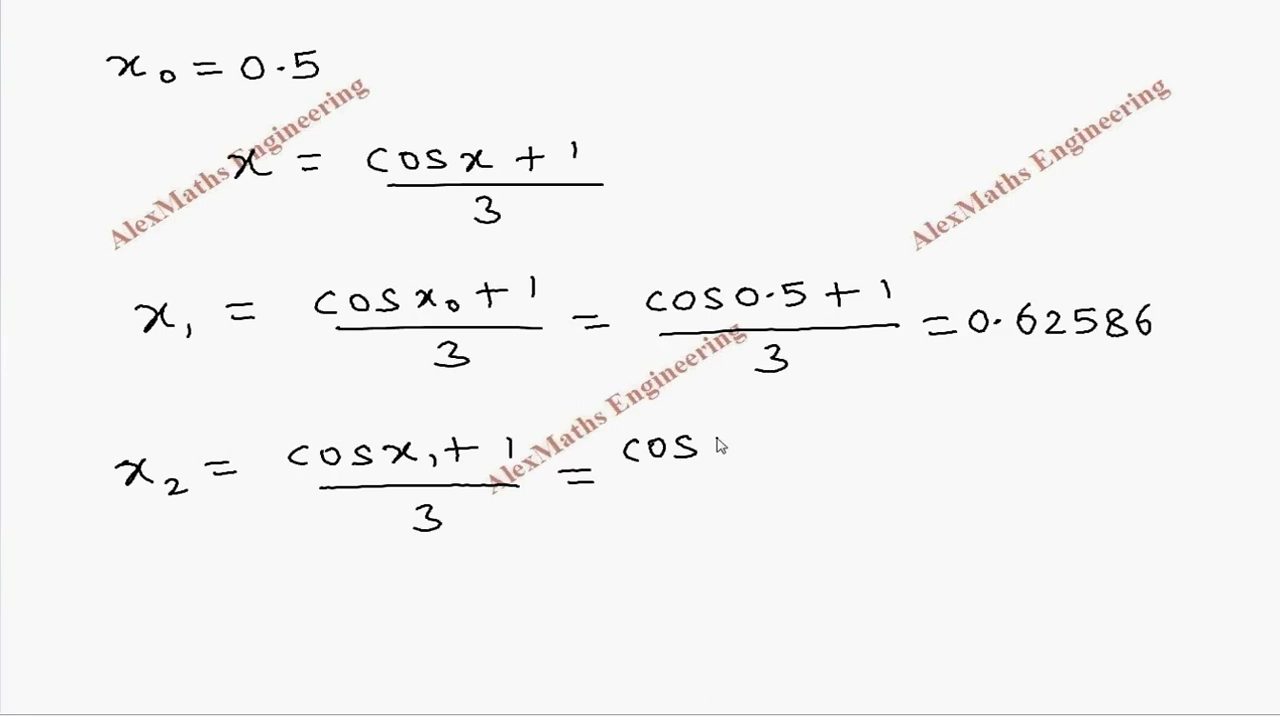 x₀ = 0.5
x = cos x + 1 / 3
x₁ = cos x₀ + 1 / 3 = cos 0.5 + 1 / 3 = 0.62586
x₂ = cos x₁ + 1 / 3 = cos
AlexMaths Engineering
AlexMaths Engineering
AlexMaths Engineering